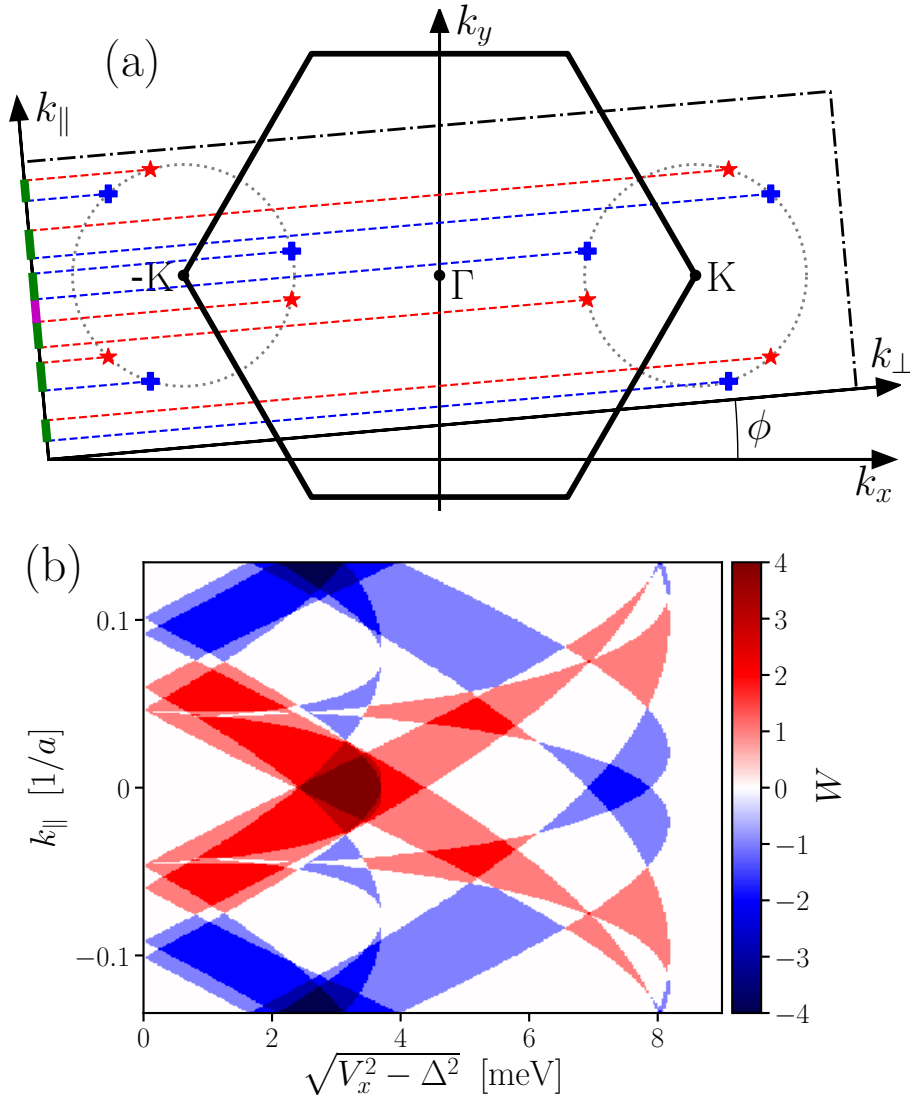 (a)
k_y
k_∥
-K
Γ
K
k_⊥
ϕ
k_x
(b)
0.1
0
−0.1
k_∥ [1/a]
0 2 4 6 8
√V_x^2 − Δ^2 [meV]
4
3
2
1
0
−1
−2
−3
−4
W